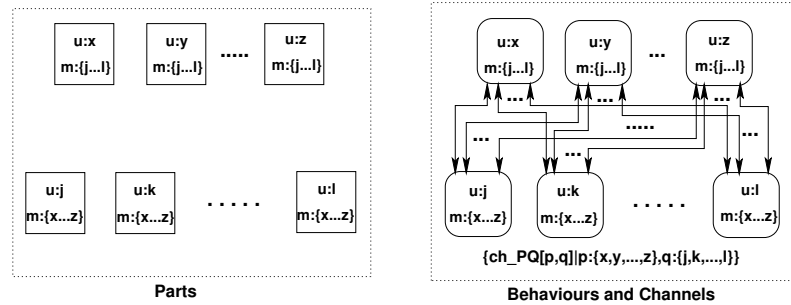 u:x u:y u:z
m:{j...l} m:{j...l} ..... m:{j...l}
u:j u:k u:l
m:{x...z} m:{x...z} ..... m:{x...z}
Parts
u:x u:y ... u:z
m:{j...l} m:{j...l} m:{j...l}
... ... ...
... ..... ...
... ...
u:j u:k u:l
m:{x...z} m:{x...z} ..... m:{x...z}
{ch_PQ[p,q]|p:{x,y,...,z},q:{j,k,...,l}}
Behaviours and Channels